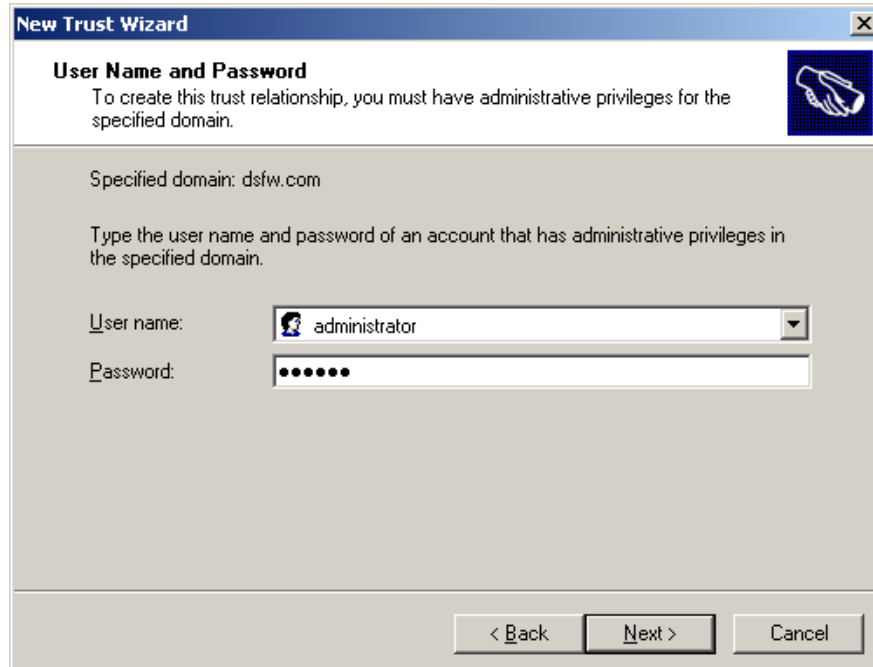 New Trust Wizard
User Name and Password
To create this trust relationship, you must have administrative privileges for the
specified domain.
Specified domain: dsfw.com
Type the user name and password of an account that has administrative privileges in
the specified domain.
User name: administrator
Password: ●●●●●●
< Back Next > Cancel